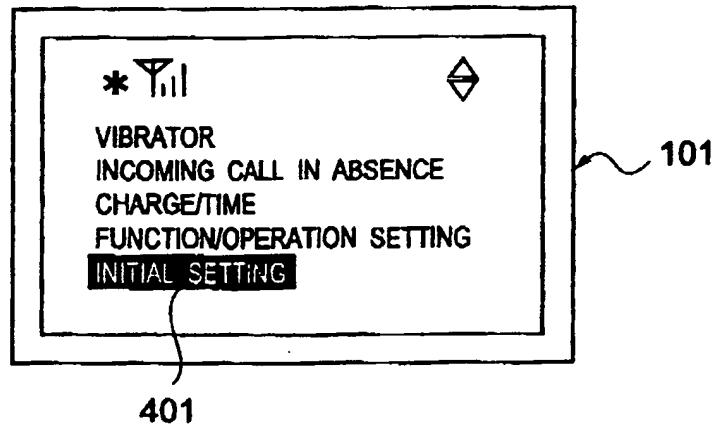 *
VIBRATOR
INCOMING CALL IN ABSENCE
CHARGE/TIME
FUNCTION/OPERATION SETTING
INITIAL SETTING
101
401